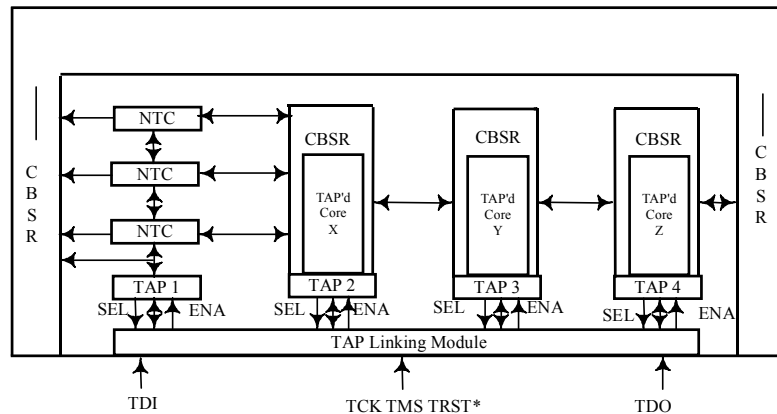 NTC
NTC
NTC
C
B
S
R
CBSR
TAP'd
Core
X
CBSR
TAP'd
Core
Y
CBSR
TAP'd
Core
Z
C
B
S
R
TAP 1
TAP 2
TAP 3
TAP 4
SEL ENA SEL ENA SEL ENA SEL ENA
TAP Linking Module
TDI TCK TMS TRST* TDO